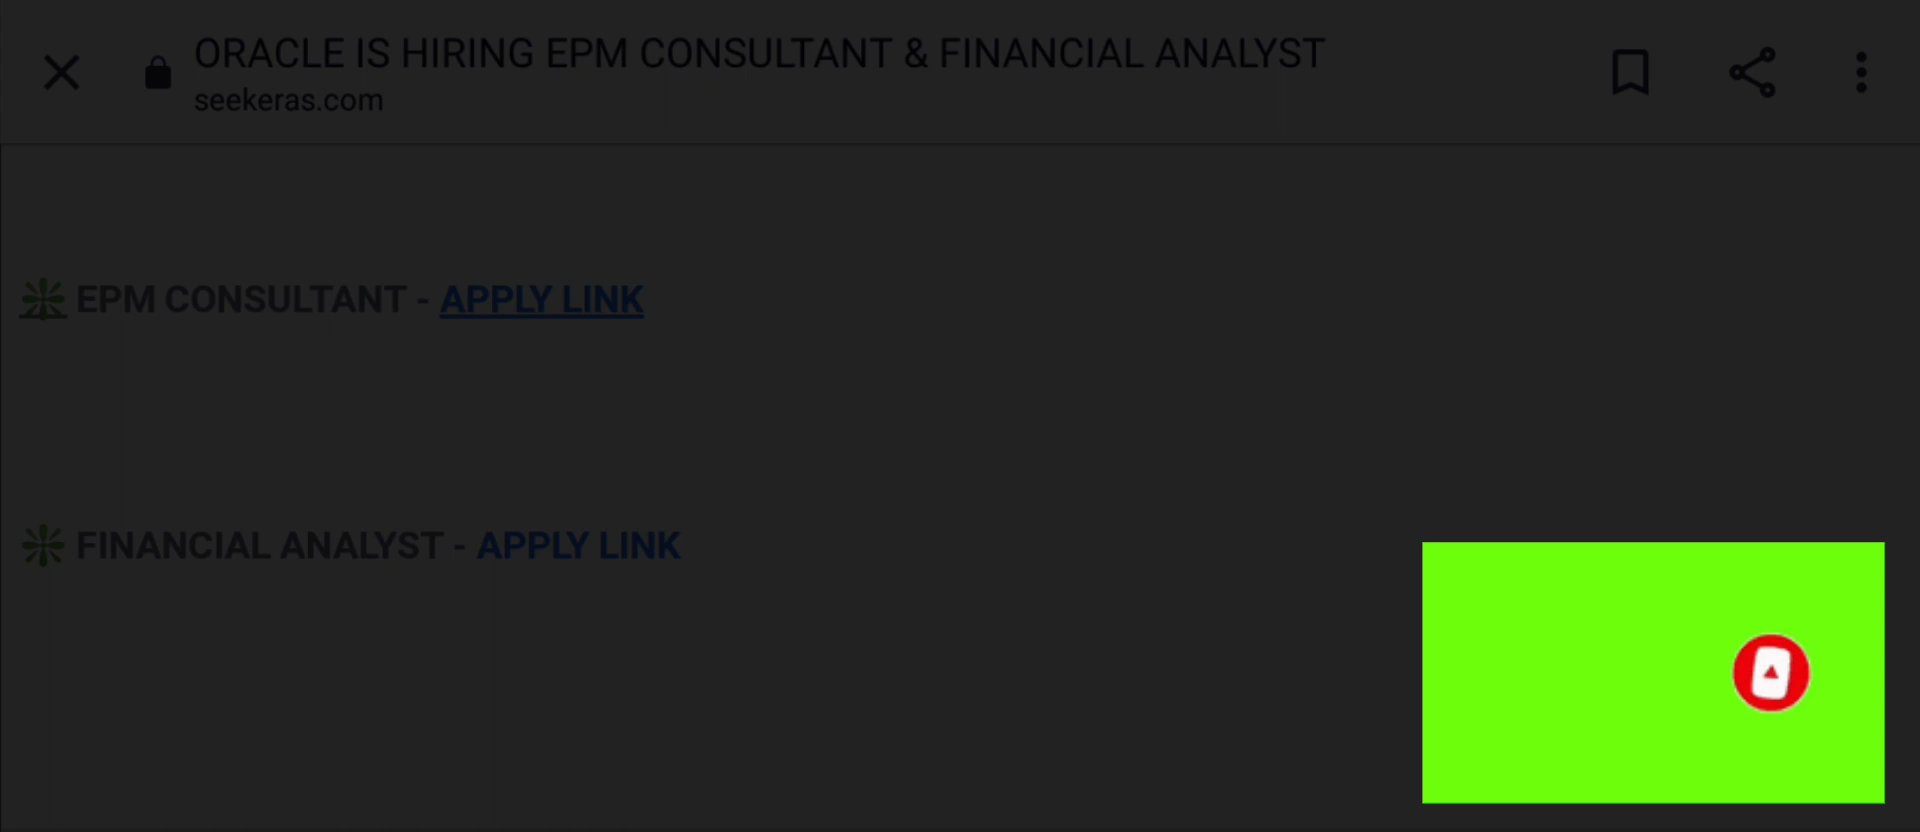 ORACLE IS HIRING EPM CONSULTANT & FINANCIAL ANALYST
seekeras.com
EPM CONSULTANT - APPLY LINK
FINANCIAL ANALYST - APPLY LINK